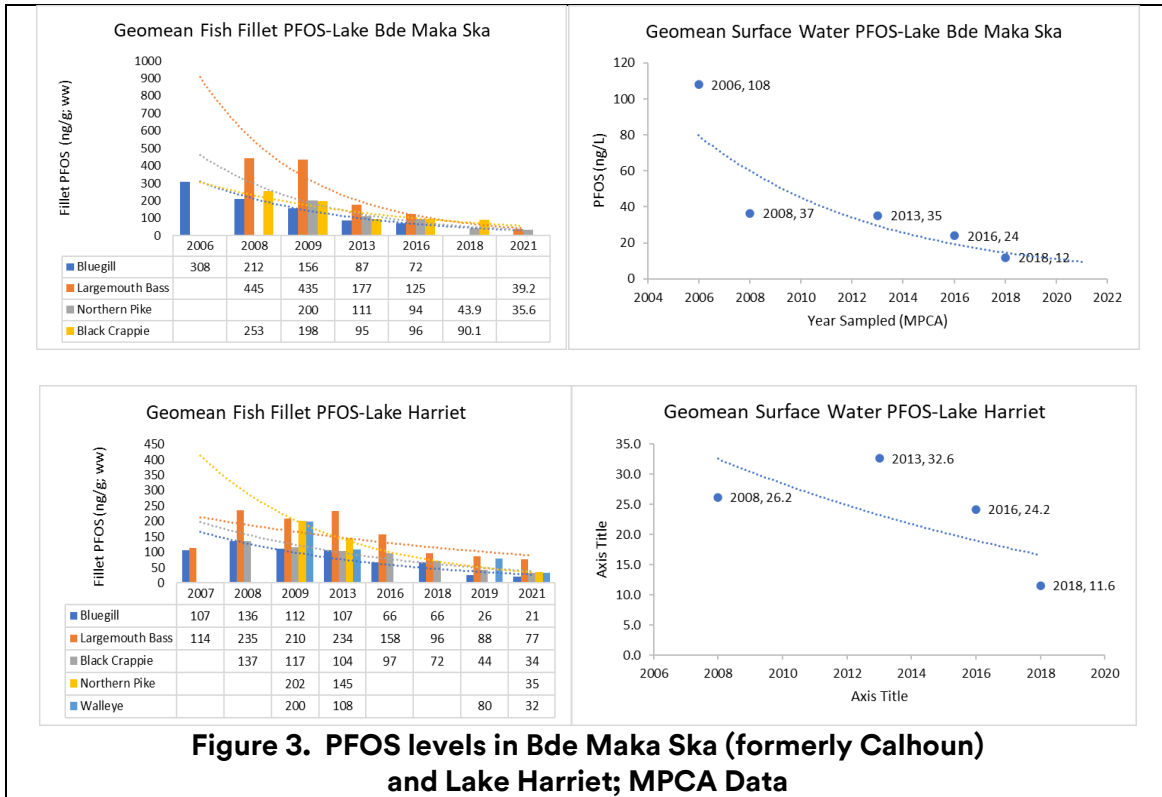 Geomean Fish Fillet PFOS-Lake Bde Maka Ska
Fillet PFOS (ng/g; ww)
1000
900
800
700
600
500
400
300
200
100
0
2006 2008 2009 2013 2016 2018 2021
Bluegill 308 212 156 87 72
Largemouth Bass 445 435 177 125 39.2
Northern Pike 200 111 94 43.9 35.6
Black Crappie 253 198 95 96 90.1
Geomean Surface Water PFOS-Lake Bde Maka Ska
PFOS (ng/L)
120
100
80
60
40
20
0
2006, 108
2008, 37
2013, 35
2016, 24
2018, 12
2004 2006 2008 2010 2012 2014 2016 2018 2020 2022
Year Sampled (MPCA)
Geomean Fish Fillet PFOS-Lake Harriet
Fillet PFOS (ng/g; ww)
450
400
350
300
250
200
150
100
50
0
2007 2008 2009 2013 2016 2018 2019 2021
Bluegill 107 136 112 107 66 66 26 21
Largemouth Bass 114 235 210 234 158 96 88 77
Black Crappie 137 117 104 97 72 44 34
Northern Pike 202 145 35
Walleye 200 108 80 32
Geomean Surface Water PFOS-Lake Harriet
Axis Title
35.0
30.0
25.0
20.0
15.0
10.0
5.0
0.0
2008, 26.2
2013, 32.6
2016, 24.2
2018, 11.6
2006 2008 2010 2012 2014 2016 2018 2020
Axis Title
Figure 3. PFOS levels in Bde Maka Ska (formerly Calhoun)
and Lake Harriet; MPCA Data